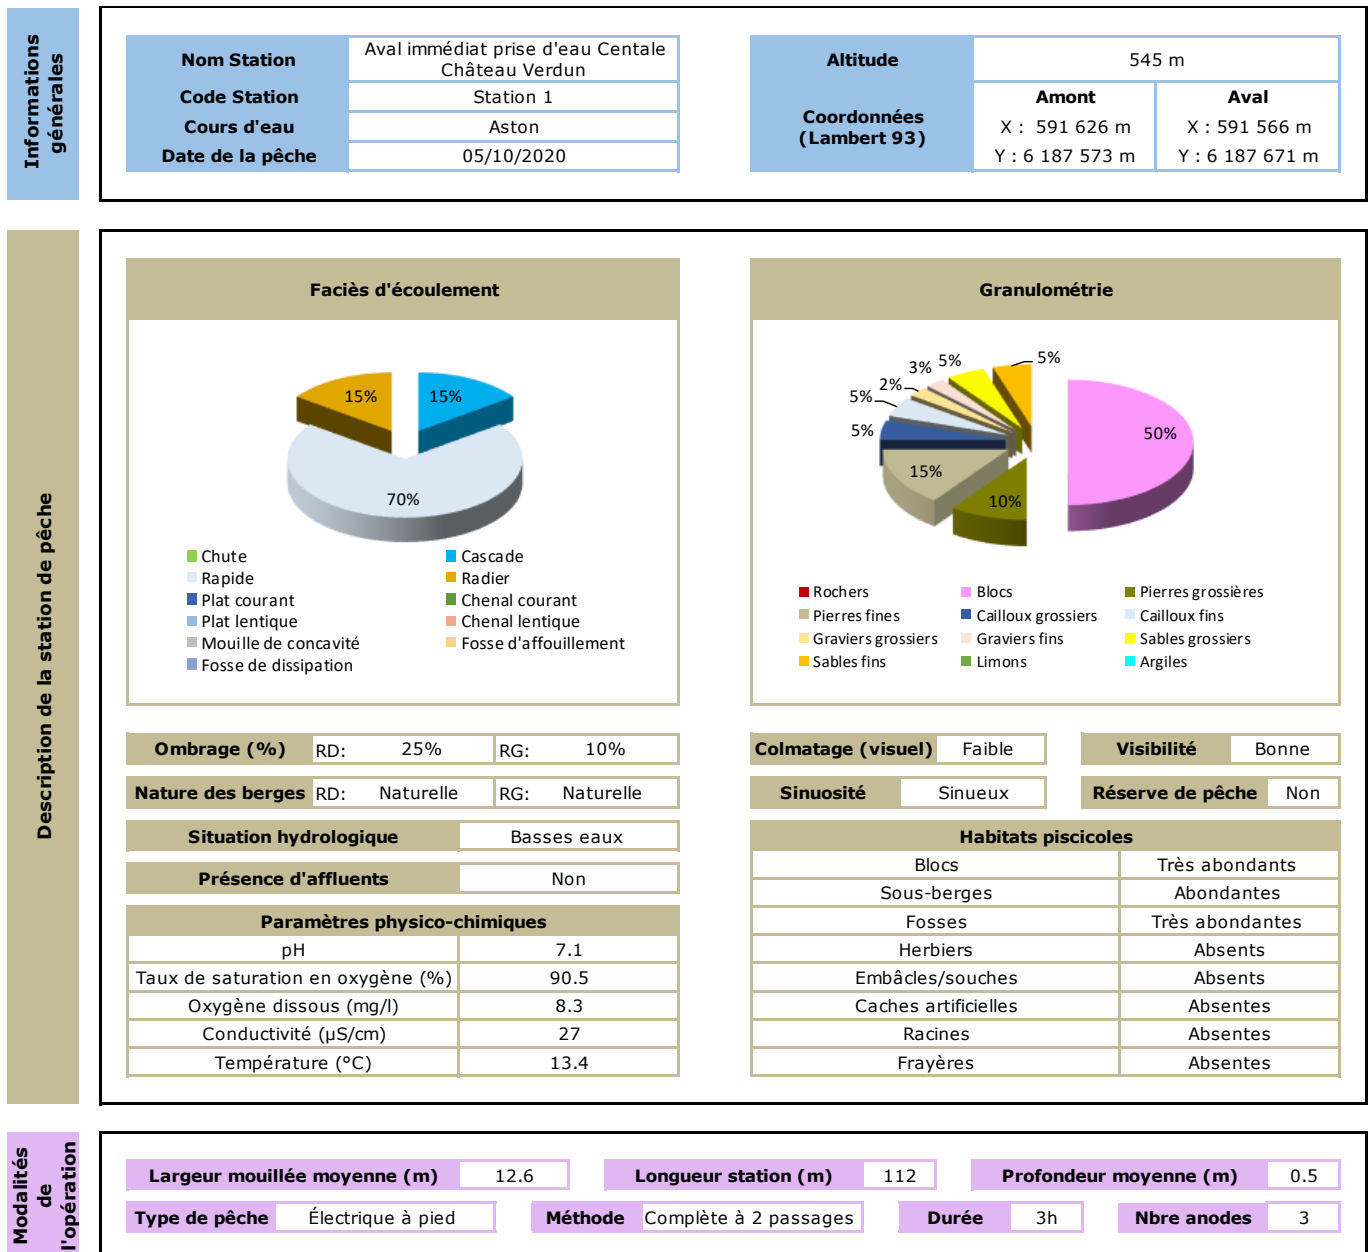 Informations
générales
Nom Station
Aval immédiat prise d'eau Centale
Château Verdun
Code Station
Station 1
Cours d'eau
Aston
Date de la pêche
05/10/2020
Altitude
545 m
Coordonnées
(Lambert 93)
Amont
Aval
X : 591 626 m
X : 591 566 m
Y : 6 187 573 m
Y : 6 187 671 m
Description de la station de pêche
Faciès d'écoulement
15%
15%
70%
Chute
Cascade
Rapide
Radier
Plat courant
Chenal courant
Plat lentique
Chenal lentique
Mouille de concavité
Fosse d'affouillement
Fosse de dissipation
Granulométrie
5%
5%
3%
2%
5%
5%
15%
10%
50%
Rochers
Blocs
Pierres grossières
Pierres fines
Cailloux grossiers
Cailloux fins
Graviers grossiers
Graviers fins
Sables grossiers
Sables fins
Limons
Argiles
Ombrage (%) RD: 25% RG: 10%
Nature des berges RD: Naturelle RG: Naturelle
Situation hydrologique Basses eaux
Présence d'affluents Non
Paramètres physico-chimiques
pH 7.1
Taux de saturation en oxygène (%) 90.5
Oxygène dissous (mg/l) 8.3
Conductivité (µS/cm) 27
Température (°C) 13.4
Colmatage (visuel) Faible
Visibilité Bonne
Sinuosité Sinueux
Réserve de pêche Non
Habitats piscicoles
Blocs Très abondants
Sous-berges Abondantes
Fosses Très abondantes
Herbiers Absents
Embâcles/souches Absents
Caches artificielles Absentes
Racines Absentes
Frayères Absentes
Modalités
de
l'opération
Largeur mouillée moyenne (m) 12.6
Longueur station (m) 112
Profondeur moyenne (m) 0.5
Type de pêche Électrique à pied
Méthode Complète à 2 passages
Durée 3h
Nbre anodes 3